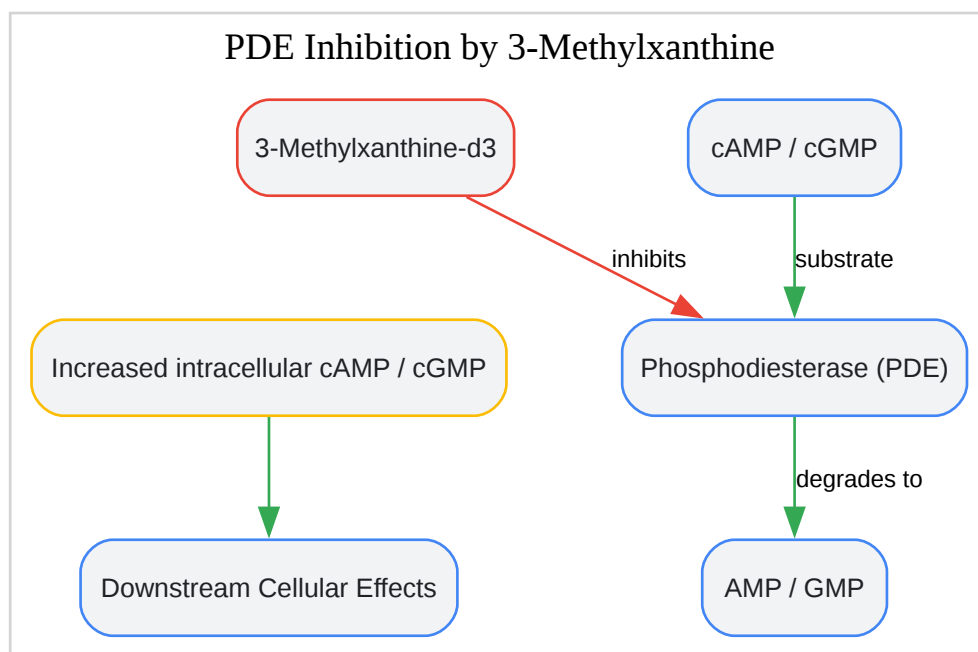 PDE Inhibition by 3-Methylxanthine
3-Methylxanthine-d3
cAMP / cGMP
inhibits
substrate
Increased intracellular cAMP / cGMP
Phosphodiesterase (PDE)
degrades to
Downstream Cellular Effects
AMP / GMP